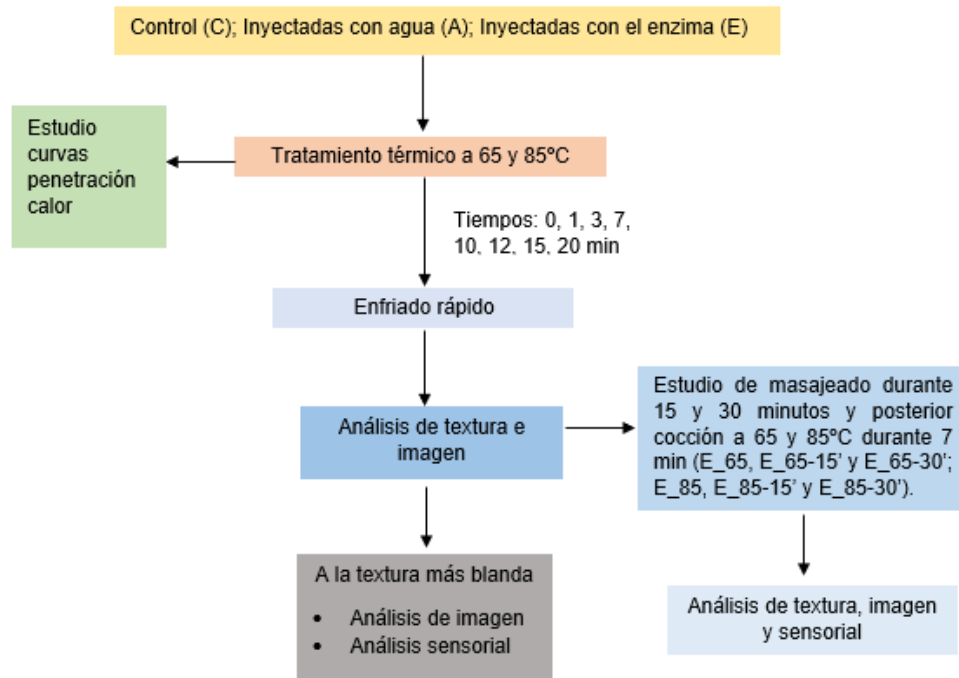 Control (C); Inyectadas con agua (A); Inyectadas con el enzima (E)
Estudio
curvas
penetración
calor
Tratamiento térmico a 65 y 85ºC
Tiempos: 0, 1, 3, 7,
10, 12, 15, 20 min
Enfriado rápido
Análisis de textura e
imagen
Estudio de masajeado durante
15 y 30 minutos y posterior
cocción a 65 y 85ºC durante 7
min (E_65, E_65-15’ y E_65-30’;
E_85, E_85-15’ y E_85-30’).
A la textura más blanda
• Análisis de imagen
• Análisis sensorial
Análisis de textura, imagen
y sensorial